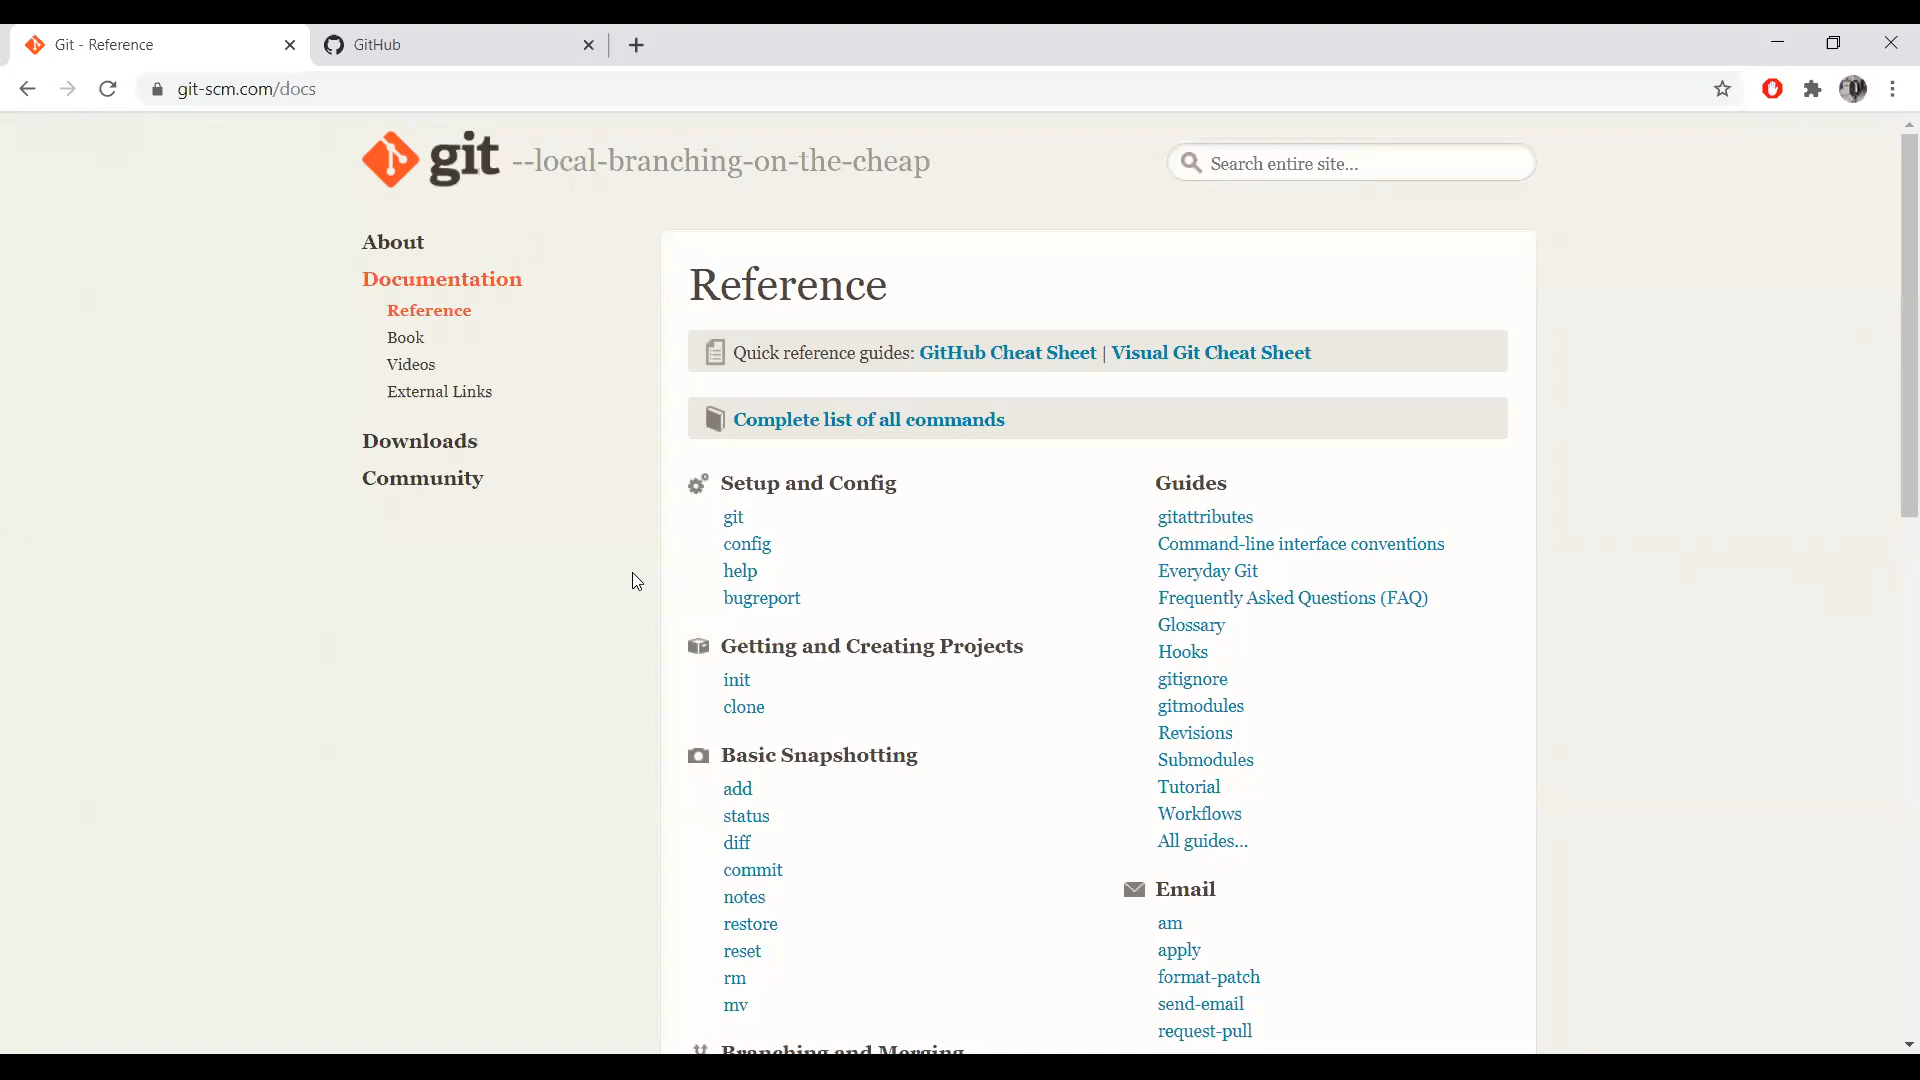 Git - Reference
GitHub
git-scm.com/docs
git --local-branching-on-the-cheap
Search entire site...
About
Documentation
Reference
Book
Videos
External Links
Downloads
Community
Reference
Quick reference guides: GitHub Cheat Sheet | Visual Git Cheat Sheet
Complete list of all commands
Setup and Config
git
config
help
bugreport
Getting and Creating Projects
init
clone
Basic Snapshotting
add
status
diff
commit
notes
restore
reset
rm
mv
Branching and Merging
Guides
gitattributes
Command-line interface conventions
Everyday Git
Frequently Asked Questions (FAQ)
Glossary
Hooks
gitignore
gitmodules
Revisions
Submodules
Tutorial
Workflows
All guides...
Email
am
apply
format-patch
send-email
request-pull